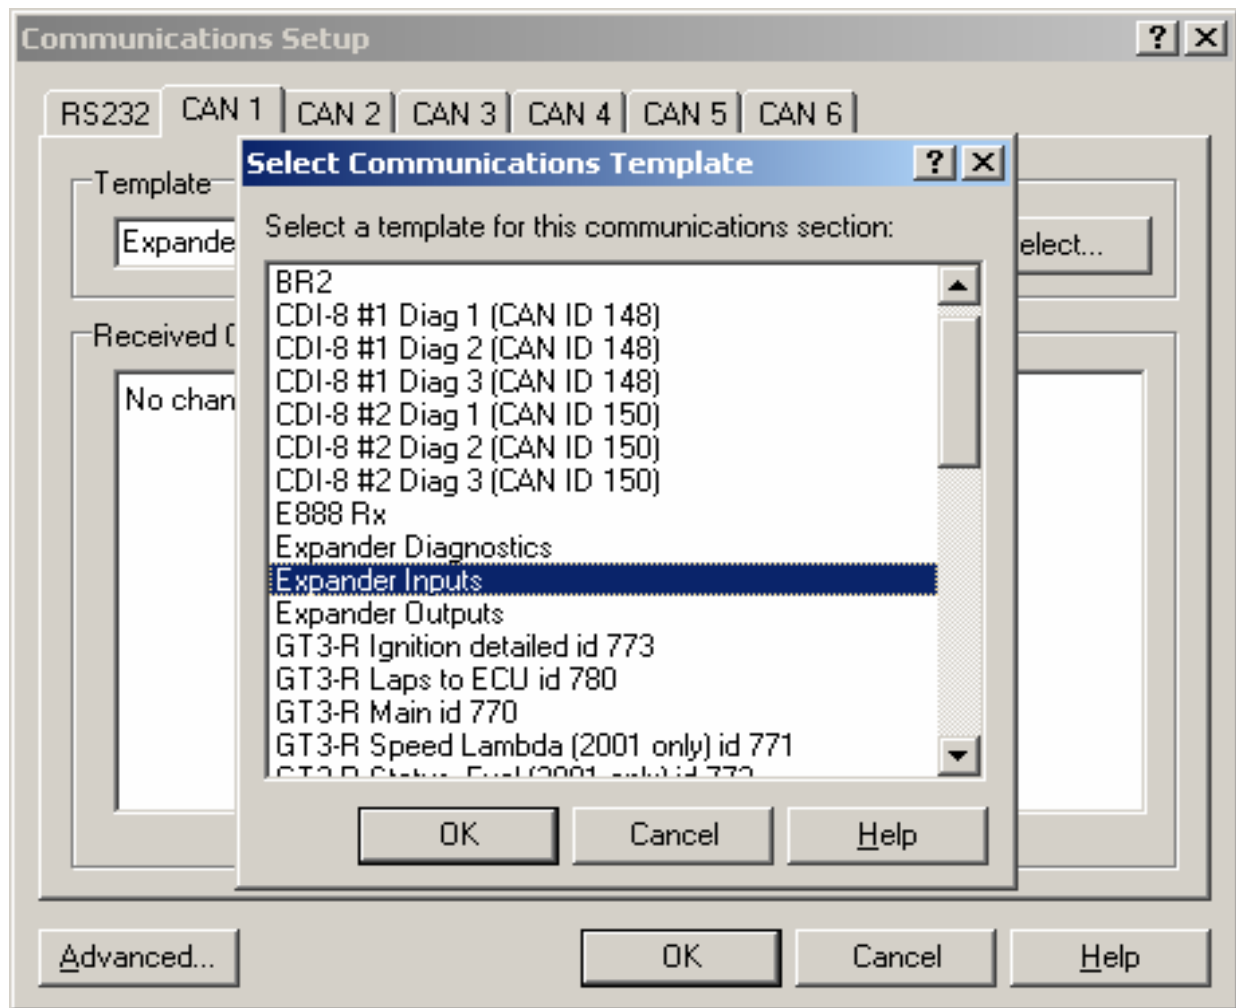 Communications Setup
RS232 CAN 1 CAN 2 CAN 3 CAN 4 CAN 5 CAN 6
Select Communications Template
Template
Select a template for this communications section:
Expande
elect...
BR2
CDI-8 #1 Diag 1 (CAN ID 148)
Received
CDI-8 #1 Diag 2 (CAN ID 148)
CDI-8 #1 Diag 3 (CAN ID 148)
No chan
CDI-8 #2 Diag 1 (CAN ID 150)
CDI-8 #2 Diag 2 (CAN ID 150)
CDI-8 #2 Diag 3 (CAN ID 150)
E888 Rx
Expander Diagnostics
Expander Inputs
Expander Outputs
GT3-R Ignition detailed id 773
GT3-R Laps to ECU id 780
GT3-R Main id 770
GT3-R Speed Lambda (2001 only) id 771
OK Cancel Help
Advanced... OK Cancel Help